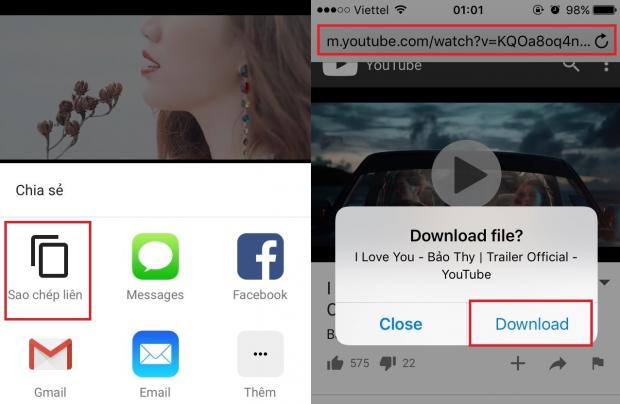 Chia sẻ
Sao chép liên
Messages
Facebook
Gmail
Email
Thêm
Viettel
01:01
98%
m.youtube.com/watch?v=KQOa8oq4n...
YouTube
Download file?
I Love You - Bảo Thy | Trailer Official -
YouTube
Close
Download
575
22